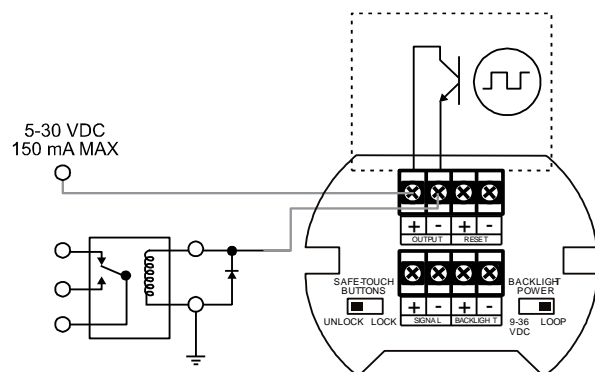 5-30 VDC
150 mA MAX
+ - + -
OUTPUT RESET
SAFE-TOUCH
BUTTONS
UNLOCK LOCK
+ - + -
SIGNAL BACKLIGHT
BACKLIGHT
POWER
9-36
VDC
LOOP